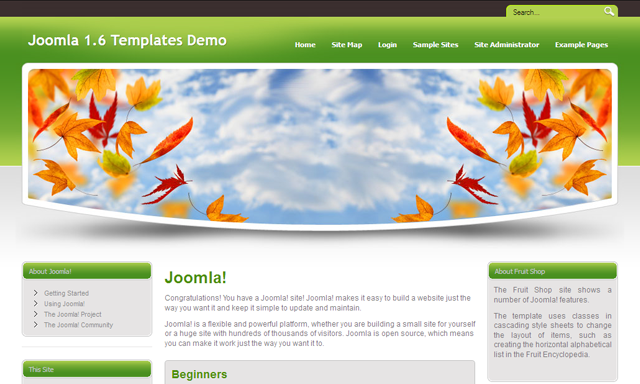 Search...
Joomla 1.6 Templates Demo
Home Site Map Login Sample Sites Site Administrator Example Pages
About Joomla!
Getting Started
Using Joomla!
The Joomla! Project
The Joomla! Community
This Site
Joomla!
Congratulations! You have a Joomla! site! Joomla! makes it easy to build a website just the
way you want it and keep it simple to update and maintain.
Joomla! is a flexible and powerful platform, whether you are building a small site for yourself
or a huge site with hundreds of thousands of visitors. Joomla is open source, which means
you can make it work just the way you want it to.
Beginners
About Fruit Shop
The Fruit Shop site shows a
number of Joomla! features.
The template uses classes in
cascading style sheets to change
the layout of items, such as
creating the horizontal alphabetical
list in the Fruit Encyclopedia.